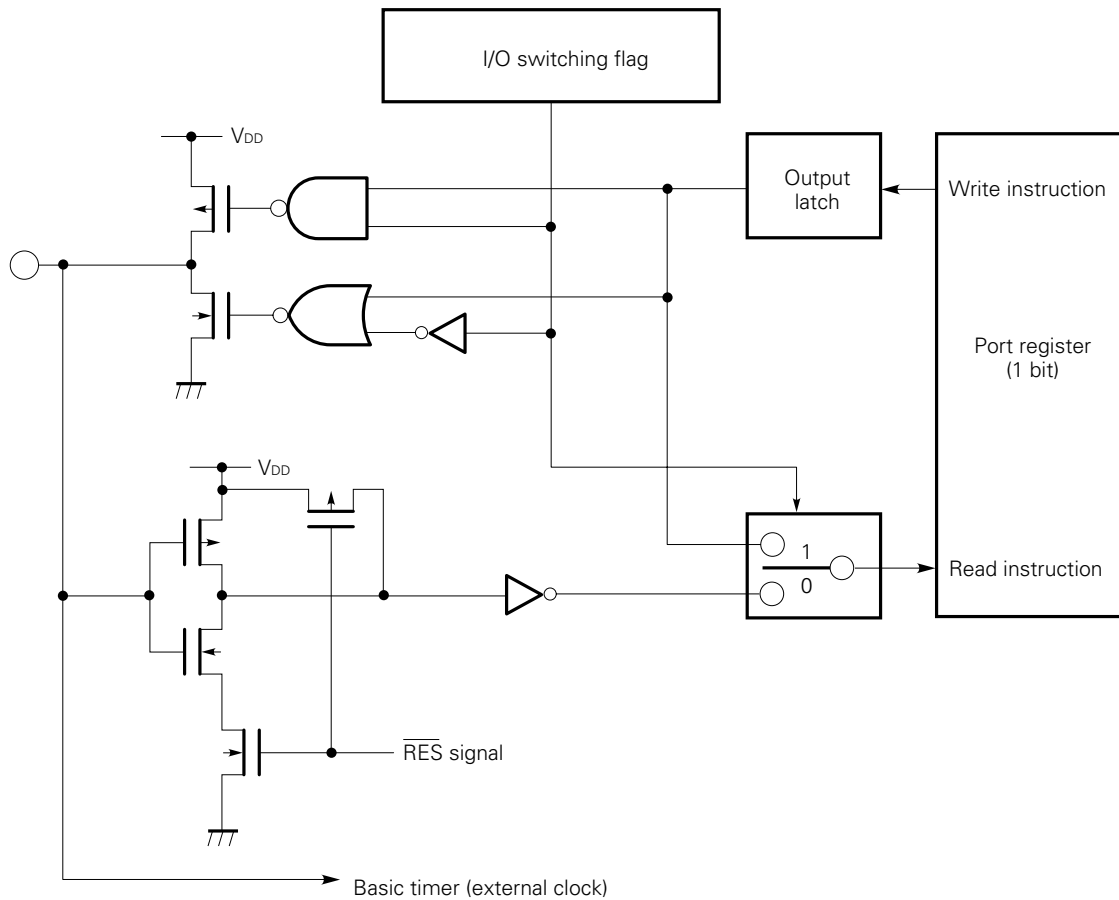 I/O switching flag
VDD
Output
latch
Write instruction
Port register
(1 bit)
VDD
1
0
Read instruction
RES signal
Basic timer (external clock)